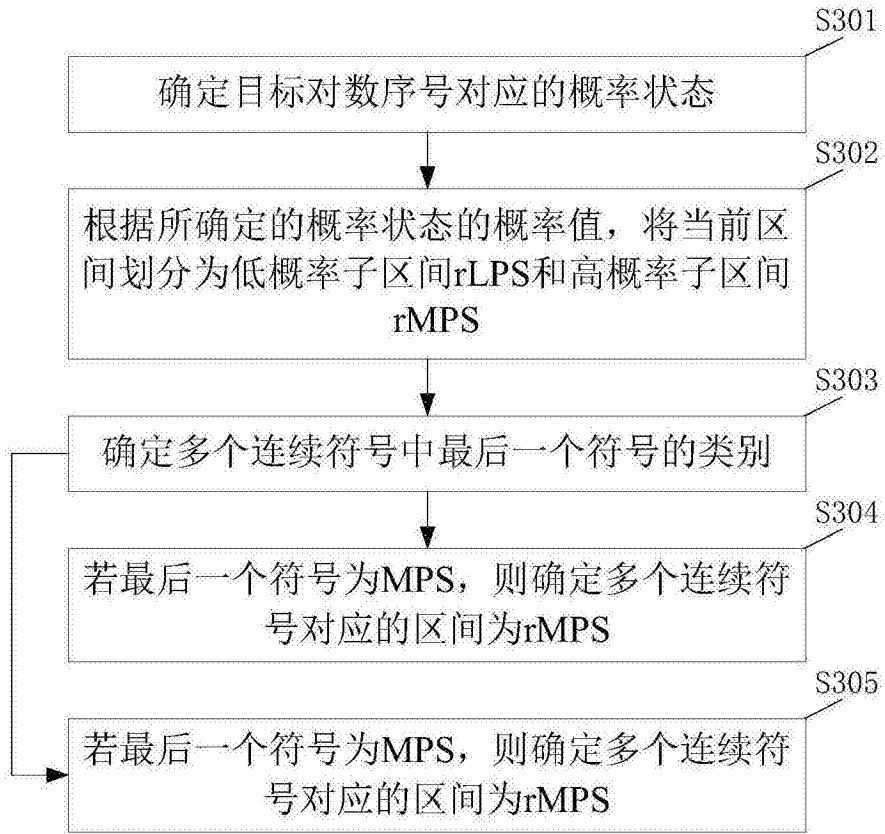 S301
确定目标对数序号对应的概率状态
S302
根据所确定的概率状态的概率值，将当前区
间划分为低概率子区间rLPS和高概率子区间
rMPS
S303
确定多个连续符号中最后一个符号的类别
S304
若最后一个符号为MPS，则确定多个连续符
号对应的区间为rMPS
S305
若最后一个符号为MPS，则确定多个连续符
号对应的区间为rMPS